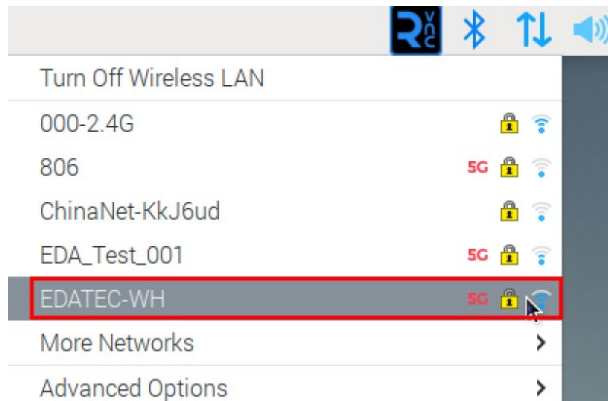 VNC
Turn Off Wireless LAN
000-2.4G
806 5G
ChinaNet-KkJ6ud
EDA_Test_001 5G
EDATEC-WH 5G
More Networks
Advanced Options